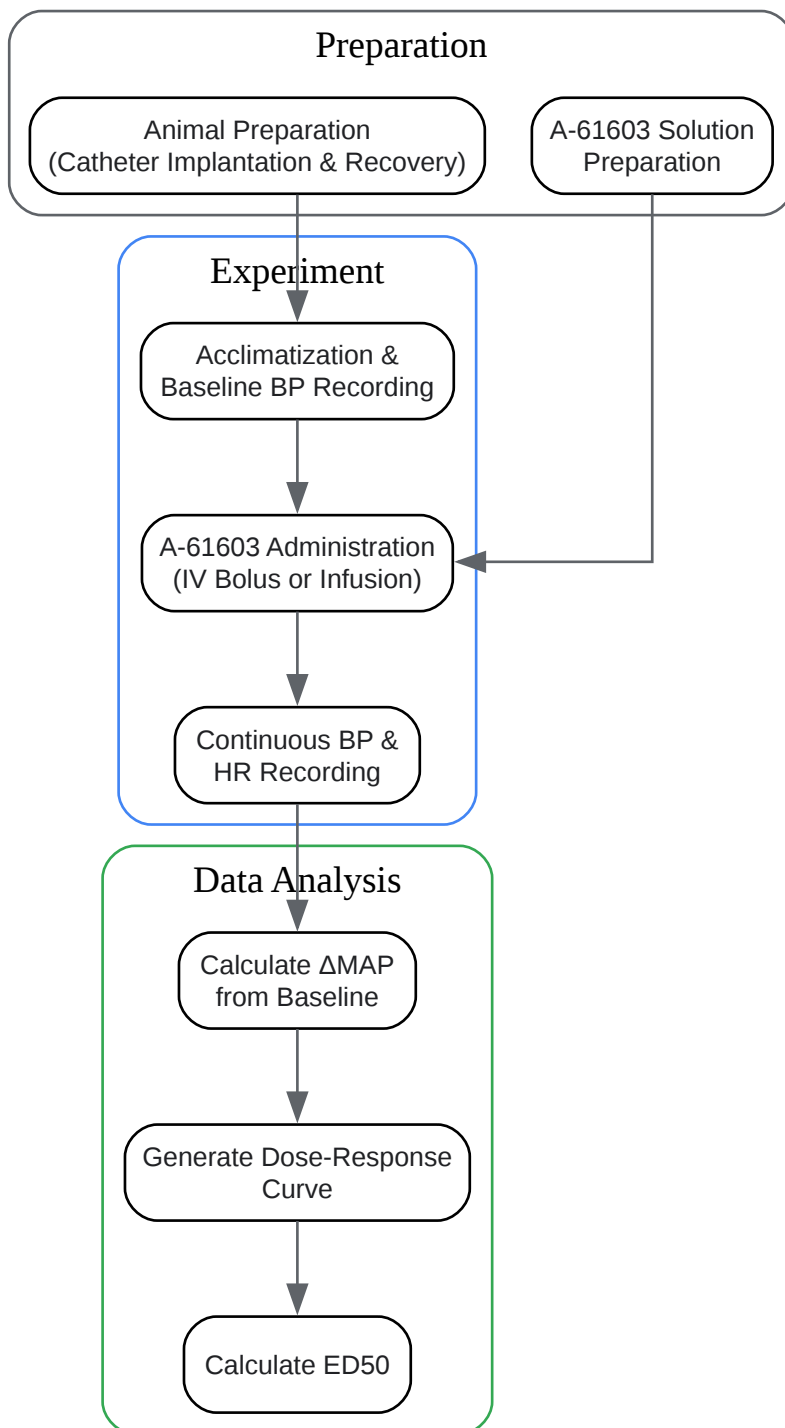 Preparation
Animal Preparation
(Catheter Implantation & Recovery)
A-61603 Solution
Preparation
Experiment
Acclimatization &
Baseline BP Recording
A-61603 Administration
(IV Bolus or Infusion)
Continuous BP &
HR Recording
Data Analysis
Calculate ΔMAP
from Baseline
Generate Dose-Response
Curve
Calculate ED50